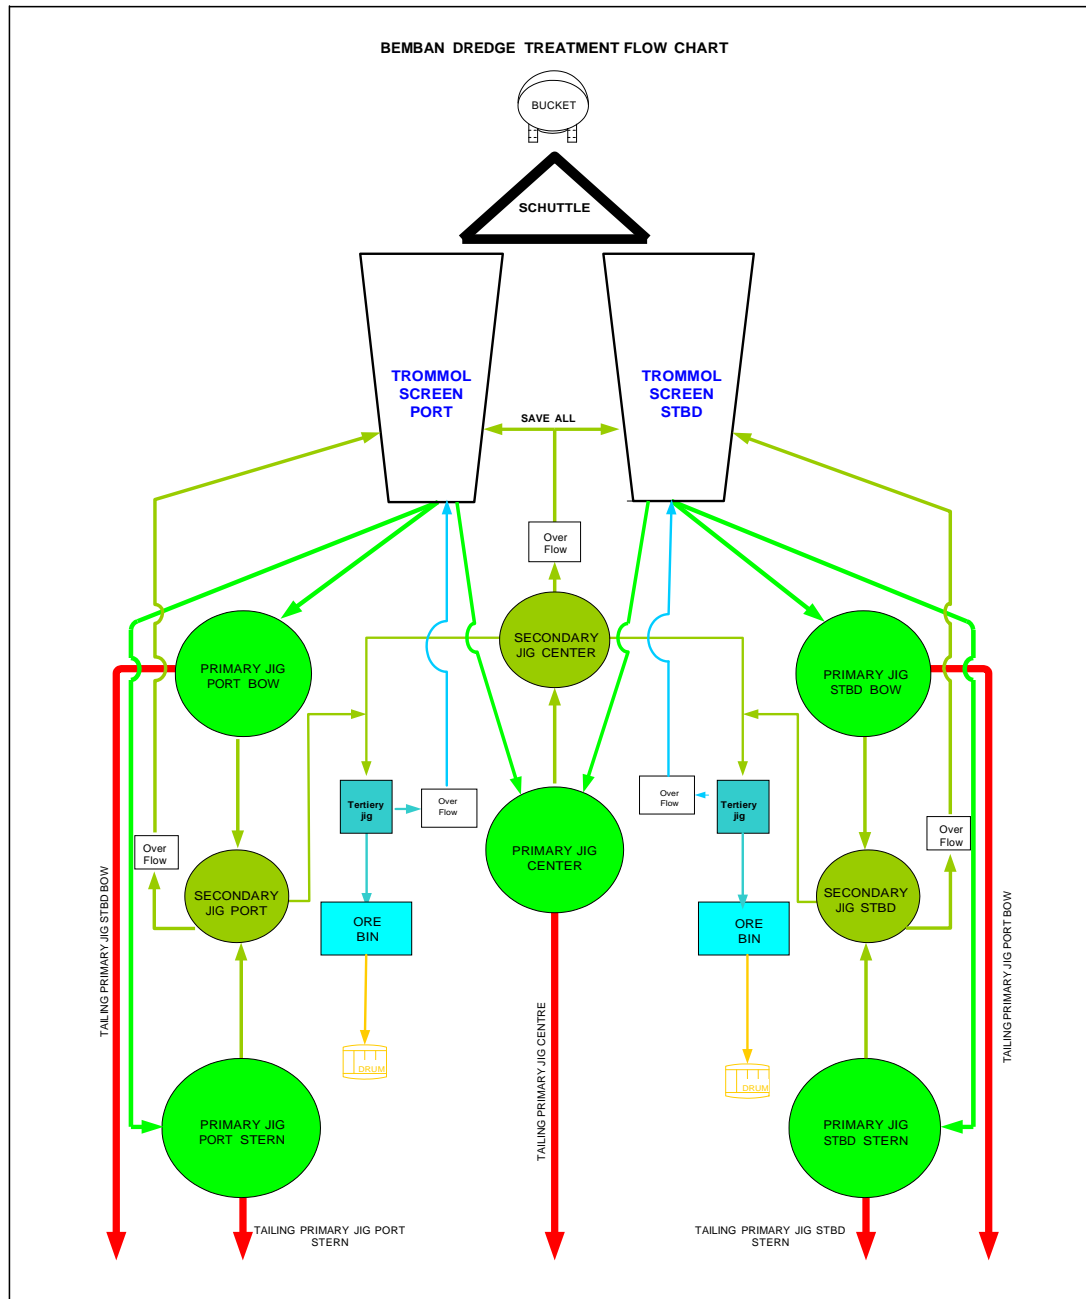 BEMBAN DREDGE TREATMENT FLOW CHART
BUCKET
SCHUTTLE
TROMMOL
SCREEN
PORT
TROMMOL
SCREEN
STBD
SAVE ALL
Over
Flow
SECONDARY
JIG CENTER
PRIMARY JIG
PORT BOW
PRIMARY JIG
STBD BOW
Tertiery
jig
Over
Flow
Over
Flow
Tertiery
jig
PRIMARY JIG
CENTER
Over
Flow
Over
Flow
SECONDARY
JIG PORT
SECONDARY
JIG STBD
ORE
BIN
ORE
BIN
TAILING PRIMARY JIG STBD BOW
TAILING PRIMARY JIG CENTRE
TAILING PRIMARY JIG PORT BOW
DRUM
DRUM
PRIMARY JIG
PORT STERN
PRIMARY JIG
STBD STERN
TAILING PRIMARY JIG PORT
STERN
TAILING PRIMARY JIG STBD
STERN